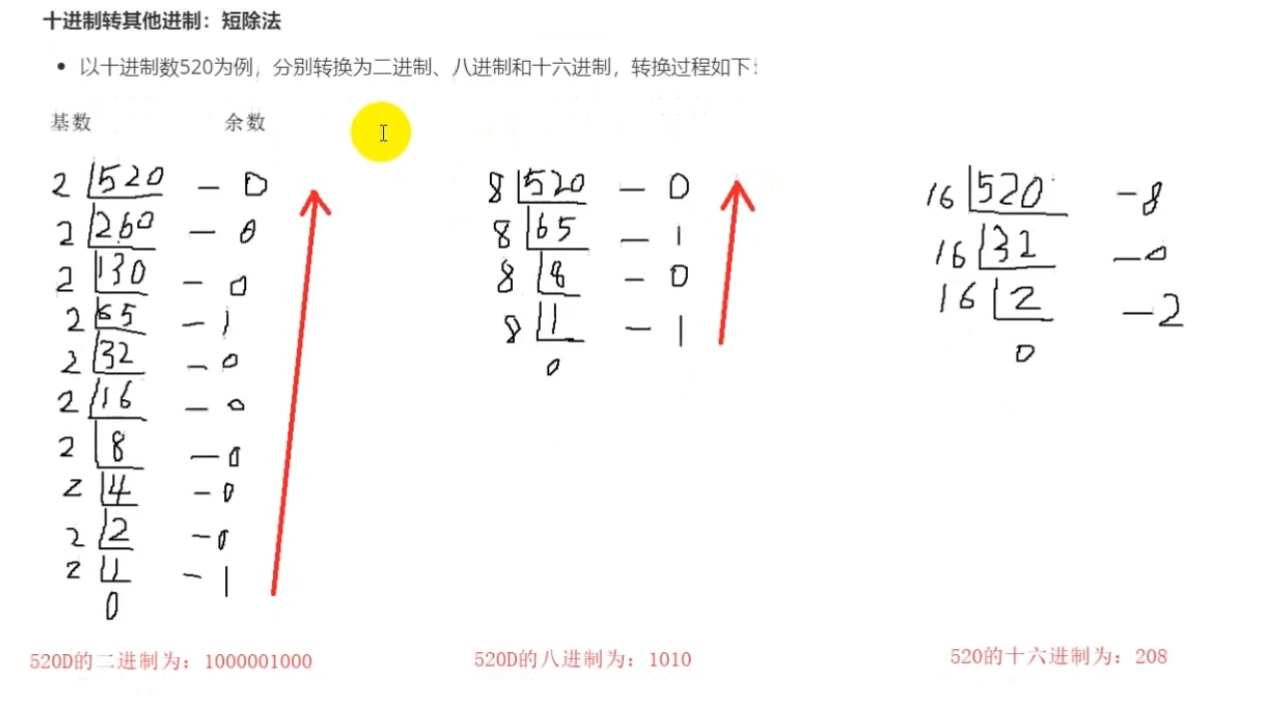 十进制转其他进制：短除法
• 以十进制数520为例，分别转换为二进制、八进制和十六进制，转换过程如下：
基数 余数
2 520 — 0
2 260 — 0
2 130 — 0
2 65 — 1
2 32 — 0
2 16 — 0
2 8 — 0
2 4 — 0
2 2 — 0
2 1 — 1
0
520D的二进制为：1000001000
8 520 — 0
8 65 — 1
8 8 — 0
8 1 — 1
0
520D的八进制为：1010
16 520 — 8
16 32 — 0
16 2 — 2
0
520的十六进制为：208